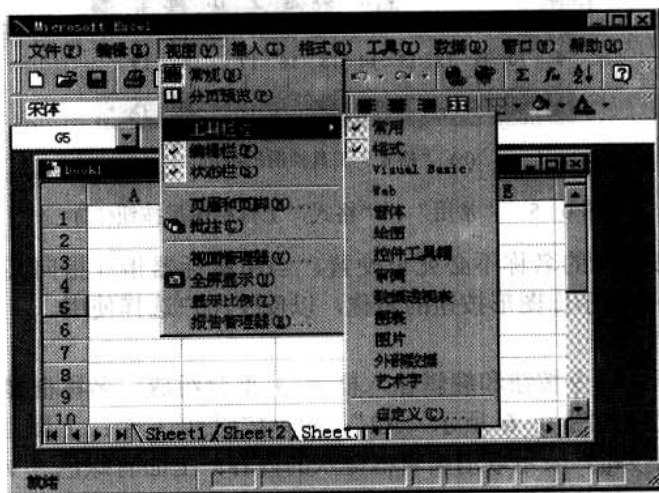 Microsoft Excel
文件(F) 编辑(E) 视图(V) 插入(I) 格式(O) 工具(T) 数据(D) 窗口(W) 帮助(H)
常规(N)
分页预览(P)
宋体
工具栏(T)
常用
G5
编辑栏(F)
格式
Book1
状态栏(S)
Visual Basic
A
E
Web
1
页眉和页脚(H)
窗体
2
批注(C)
绘图
3
视面管理器(V)
控件工具箱
4
全屏显示(U)
审阅
5
显示比例(Z)
数据透视表
6
报告管理器(R)...
图表
7
图片
8
外部数据
9
艺术字
10
自定义(C)...
Sheet1 Sheet2 Sheet
就绪